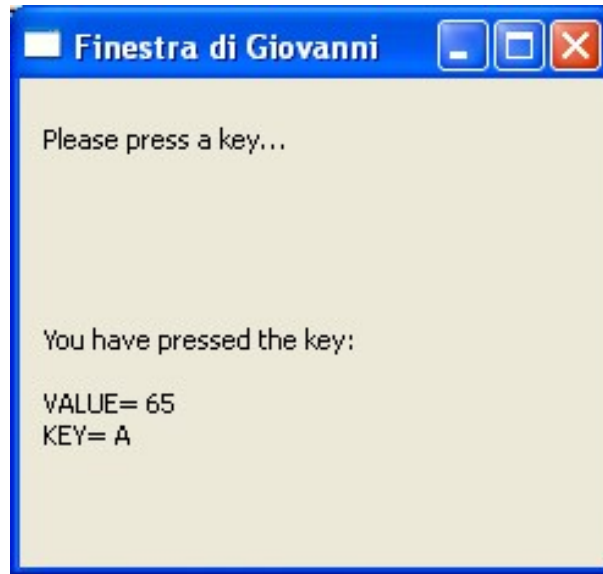 Finestra di Giovanni
Please press a key...
You have pressed the key:
VALUE= 65
KEY= A